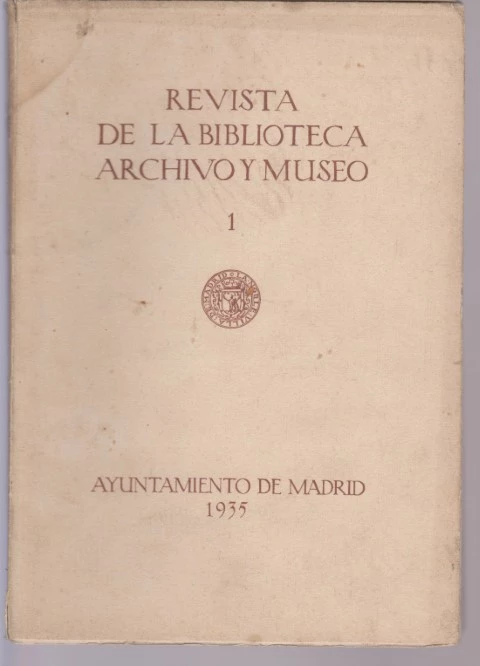 REVISTA
DE LA BIBLIOTECA
ARCHIVO Y MUSEO
1
AYUNTAMIENTO DE MADRID
1935